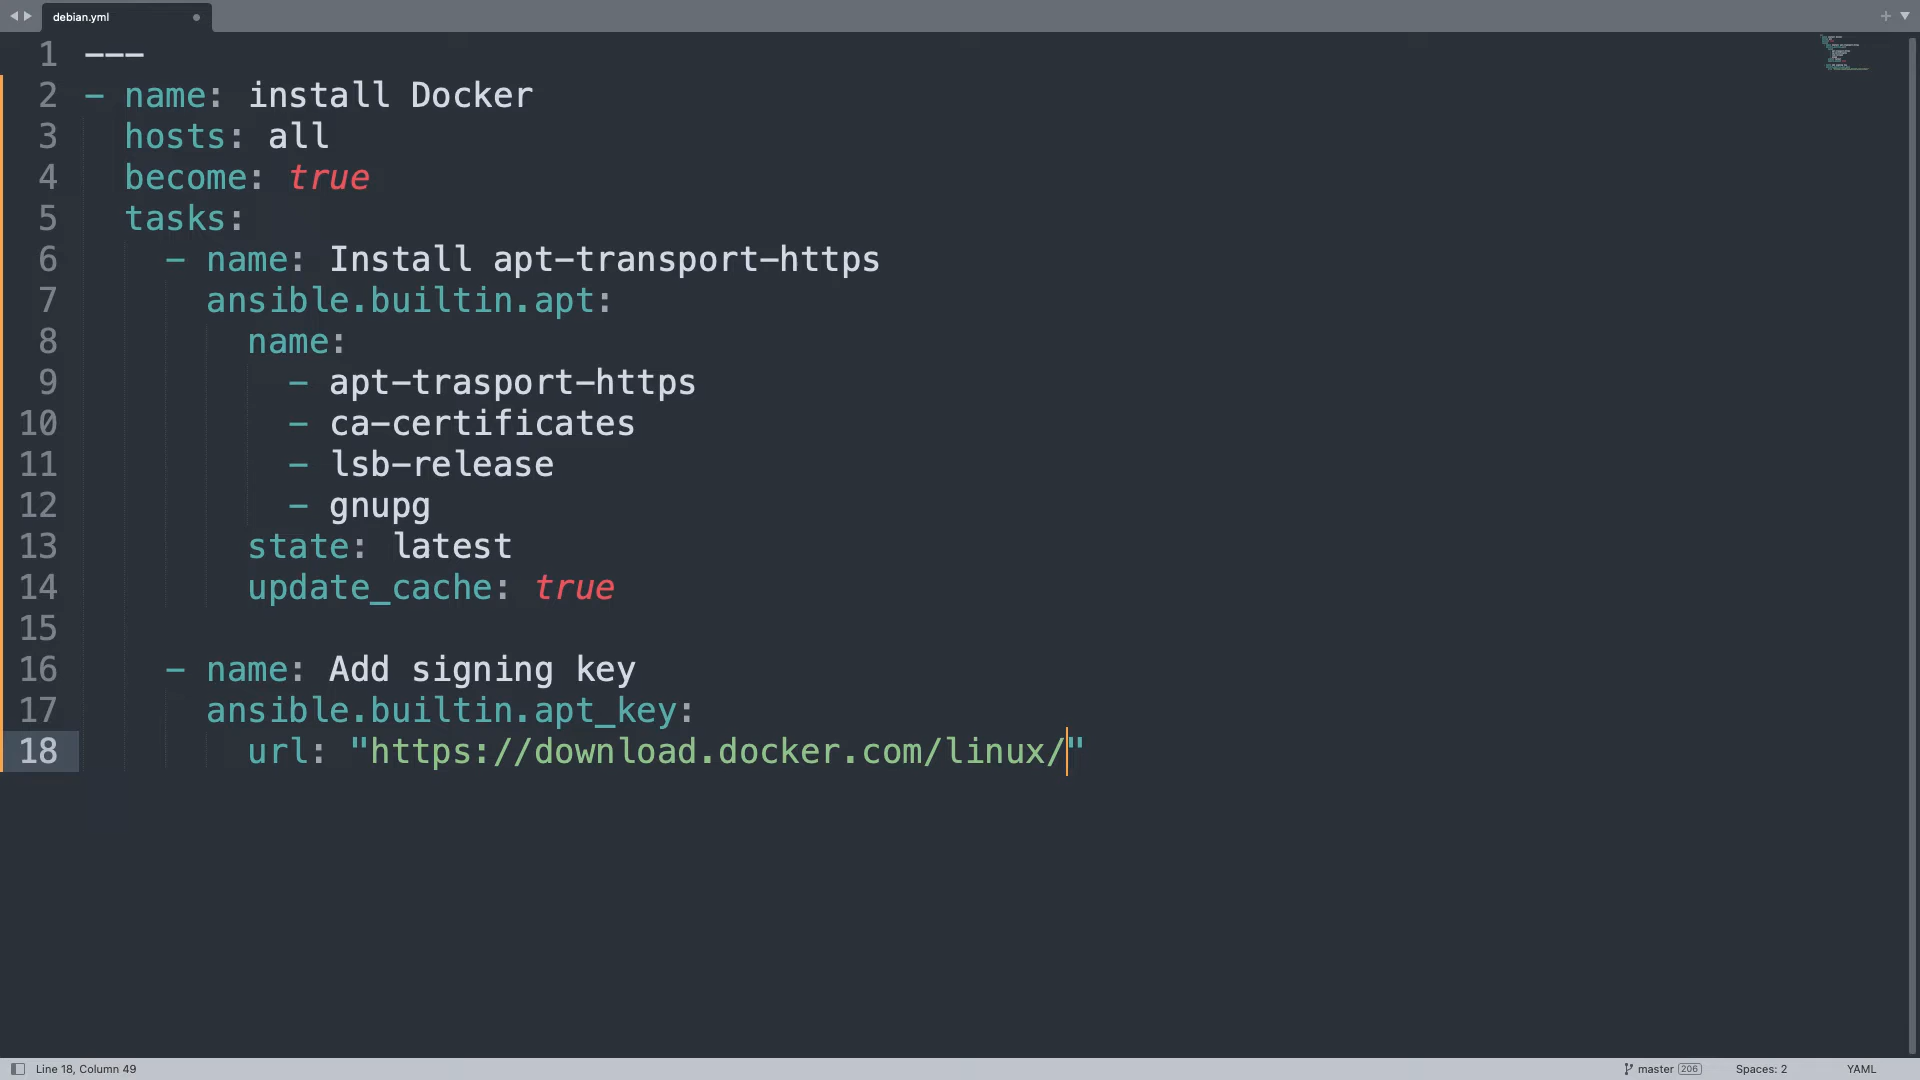 debian.yml
1 ---
2 - name: install Docker
3 hosts: all
4 become: true
5 tasks:
6 - name: Install apt-transport-https
7 ansible.builtin.apt:
8 name:
9 - apt-trasport-https
10 - ca-certificates
11 - lsb-release
12 - gnupg
13 state: latest
14 update_cache: true
15
16 - name: Add signing key
17 ansible.builtin.apt_key:
18 url: "https://download.docker.com/linux/"
Line 18, Column 49 master 206 Spaces: 2 YAML